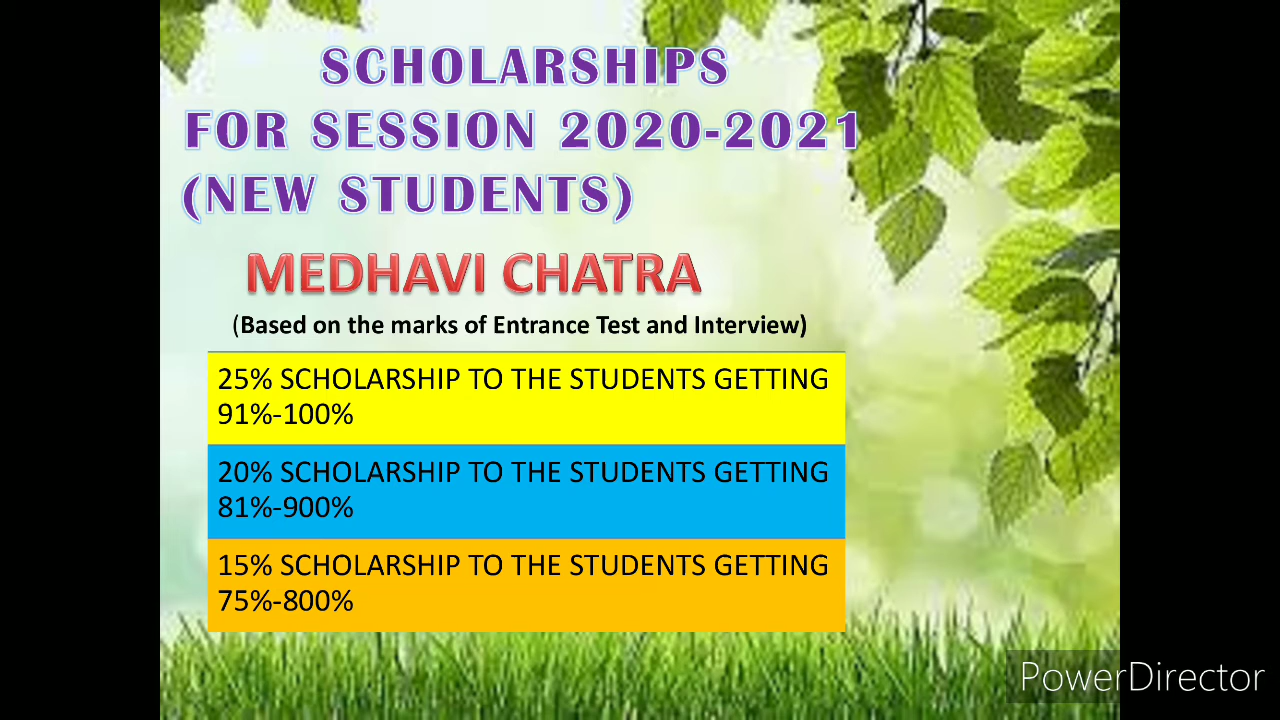 SCHOLARSHIPS
FOR SESSION 2020-2021
(NEW STUDENTS)
MEDHAVI CHATRA
(Based on the marks of Entrance Test and Interview)
25% SCHOLARSHIP TO THE STUDENTS GETTING
91%-100%
20% SCHOLARSHIP TO THE STUDENTS GETTING
81%-900%
15% SCHOLARSHIP TO THE STUDENTS GETTING
75%-800%
PowerDirector